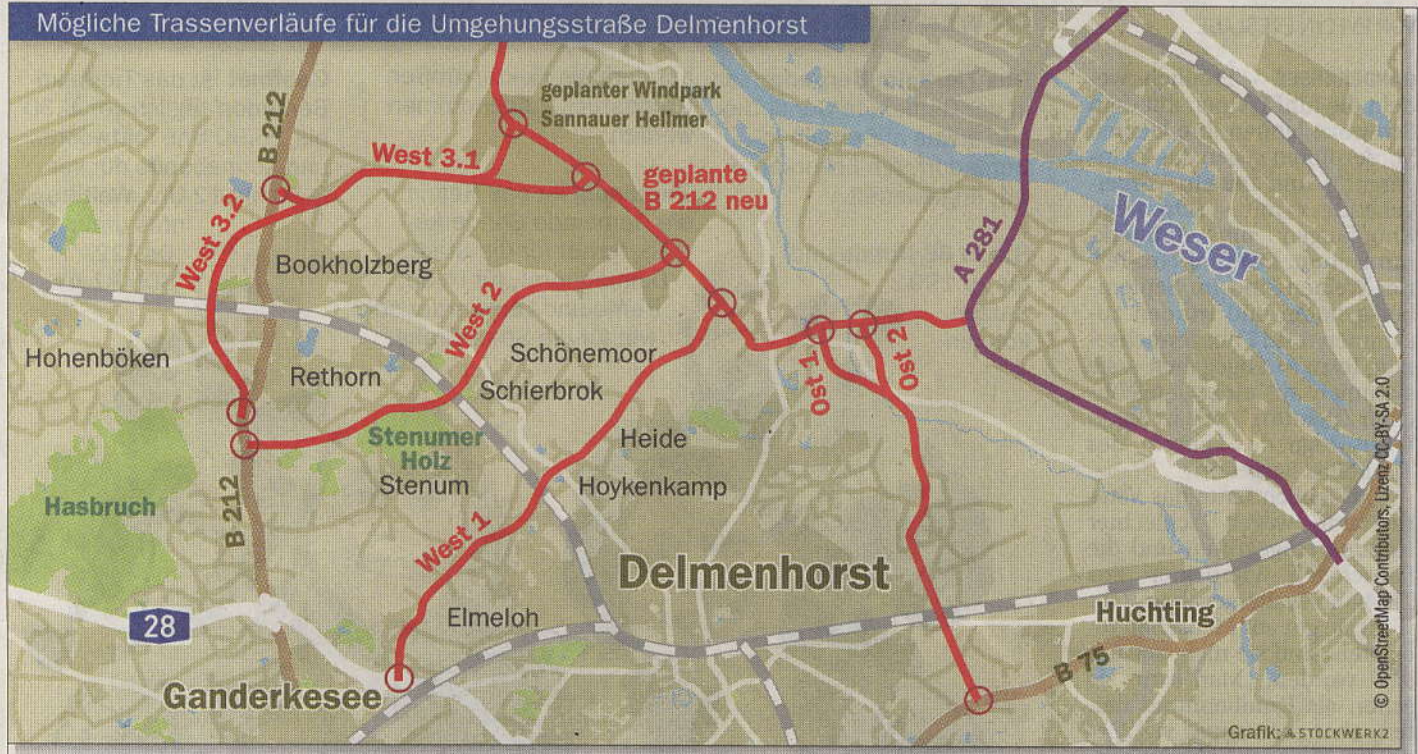 Mögliche Trassenverläufe für die Umgehungsstraße Delmenhorst
B 212
geplanter Windpark
Sannauer Hellmer
West 3.1
geplante
B 212 neu
West 3.2
A 281
Weser
Bookholzberg
West 2
Hohenböken
Rethorn
Schönemoor
Schierbrok
Ost 1
Ost 2
Stenumer
Holz
Heide
Stenum
Hoykenkamp
Hasbruch
B 212
West 1
Delmenhorst
28
Elmeloh
Huchting
B 75
Ganderkesee
© OpenStreetMap Contributors, Lizenz CC-BY-SA 2.0
Grafik: STOCKWERK2